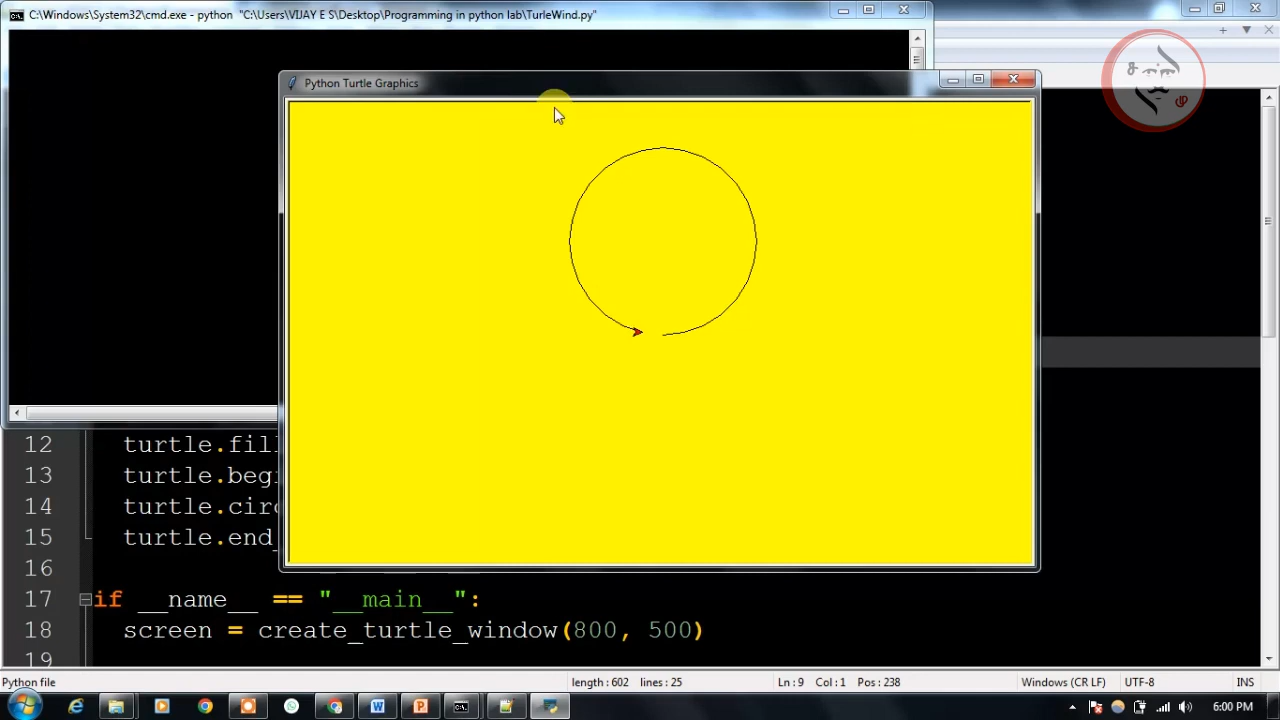 C:\Windows\System32\cmd.exe - python "C:\Users\VIJAY E S\Desktop\Programming in python lab\TurleWind.py"
Python Turtle Graphics
12 turtle.fil
13 turtle.begi
14 turtle.circ
15 turtle.end_
16
17 if __name__ == "__main__":
18 screen = create_turtle_window(800, 500)
19
Python file length : 602 lines : 25 Ln : 9 Col : 1 Pos : 238 Windows (CR LF) UTF-8 INS
6:00 PM